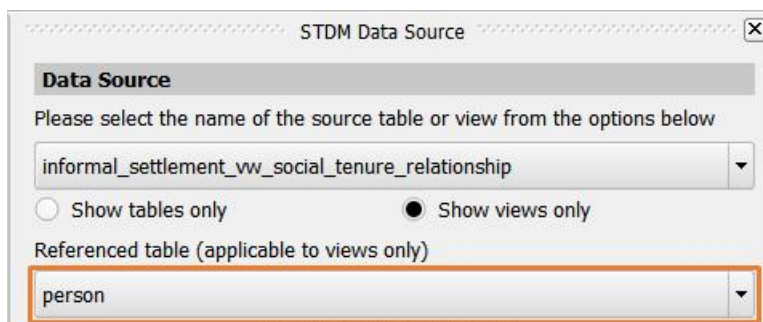 STDM Data Source
Data Source
Please select the name of the source table or view from the options below
informal_settlement_vw_social_tenure_relationship
Show tables only Show views only
Referenced table (applicable to views only)
person